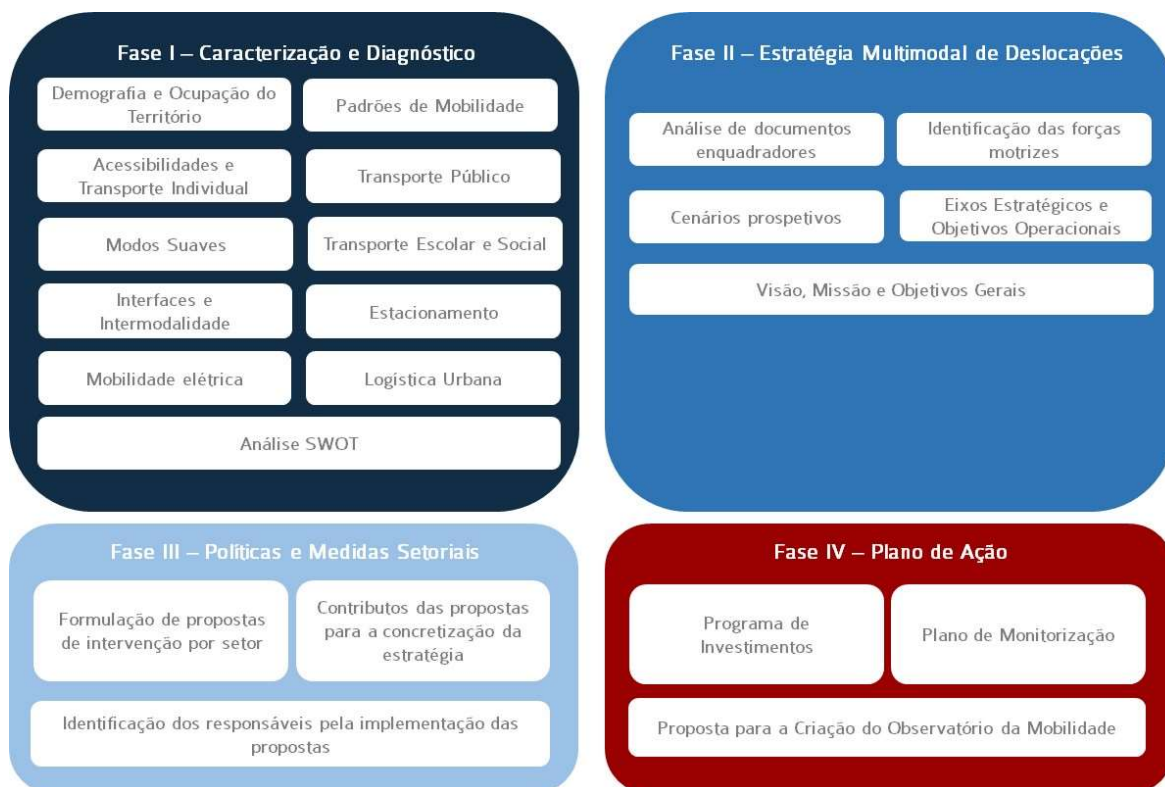 Fase I – Caracterização e Diagnóstico
Demografia e Ocupação do
Território
Padrões de Mobilidade
Acessibilidades e
Transporte Individual
Transporte Público
Modos Suaves
Transporte Escolar e Social
Interfaces e
Intermodalidade
Estacionamento
Mobilidade elétrica
Logística Urbana
Análise SWOT
Fase II – Estratégia Multimodal de Deslocações
Análise de documentos
enquadradores
Identificação das forças
motrizes
Cenários prospetivos
Eixos Estratégicos e
Objetivos Operacionais
Visão, Missão e Objetivos Gerais
Fase III – Políticas e Medidas Setoriais
Formulação de propostas
de intervenção por setor
Contributos das propostas
para a concretização da
estratégia
Identificação dos responsáveis pela implementação das
propostas
Fase IV – Plano de Ação
Programa de
Investimentos
Plano de Monitorização
Proposta para a Criação do Observatório da Mobilidade